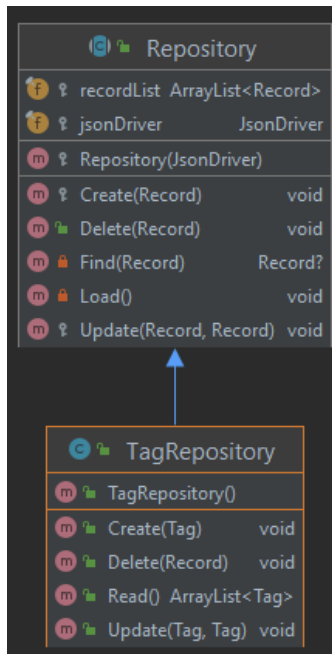 Repository
recordList ArrayList<Record>
jsonDriver JsonDriver
Repository(JsonDriver)
Create(Record) void
Delete(Record) void
Find(Record) Record?
Load() void
Update(Record, Record) void
TagRepository
TagRepository()
Create(Tag) void
Delete(Record) void
Read() ArrayList<Tag>
Update(Tag, Tag) void